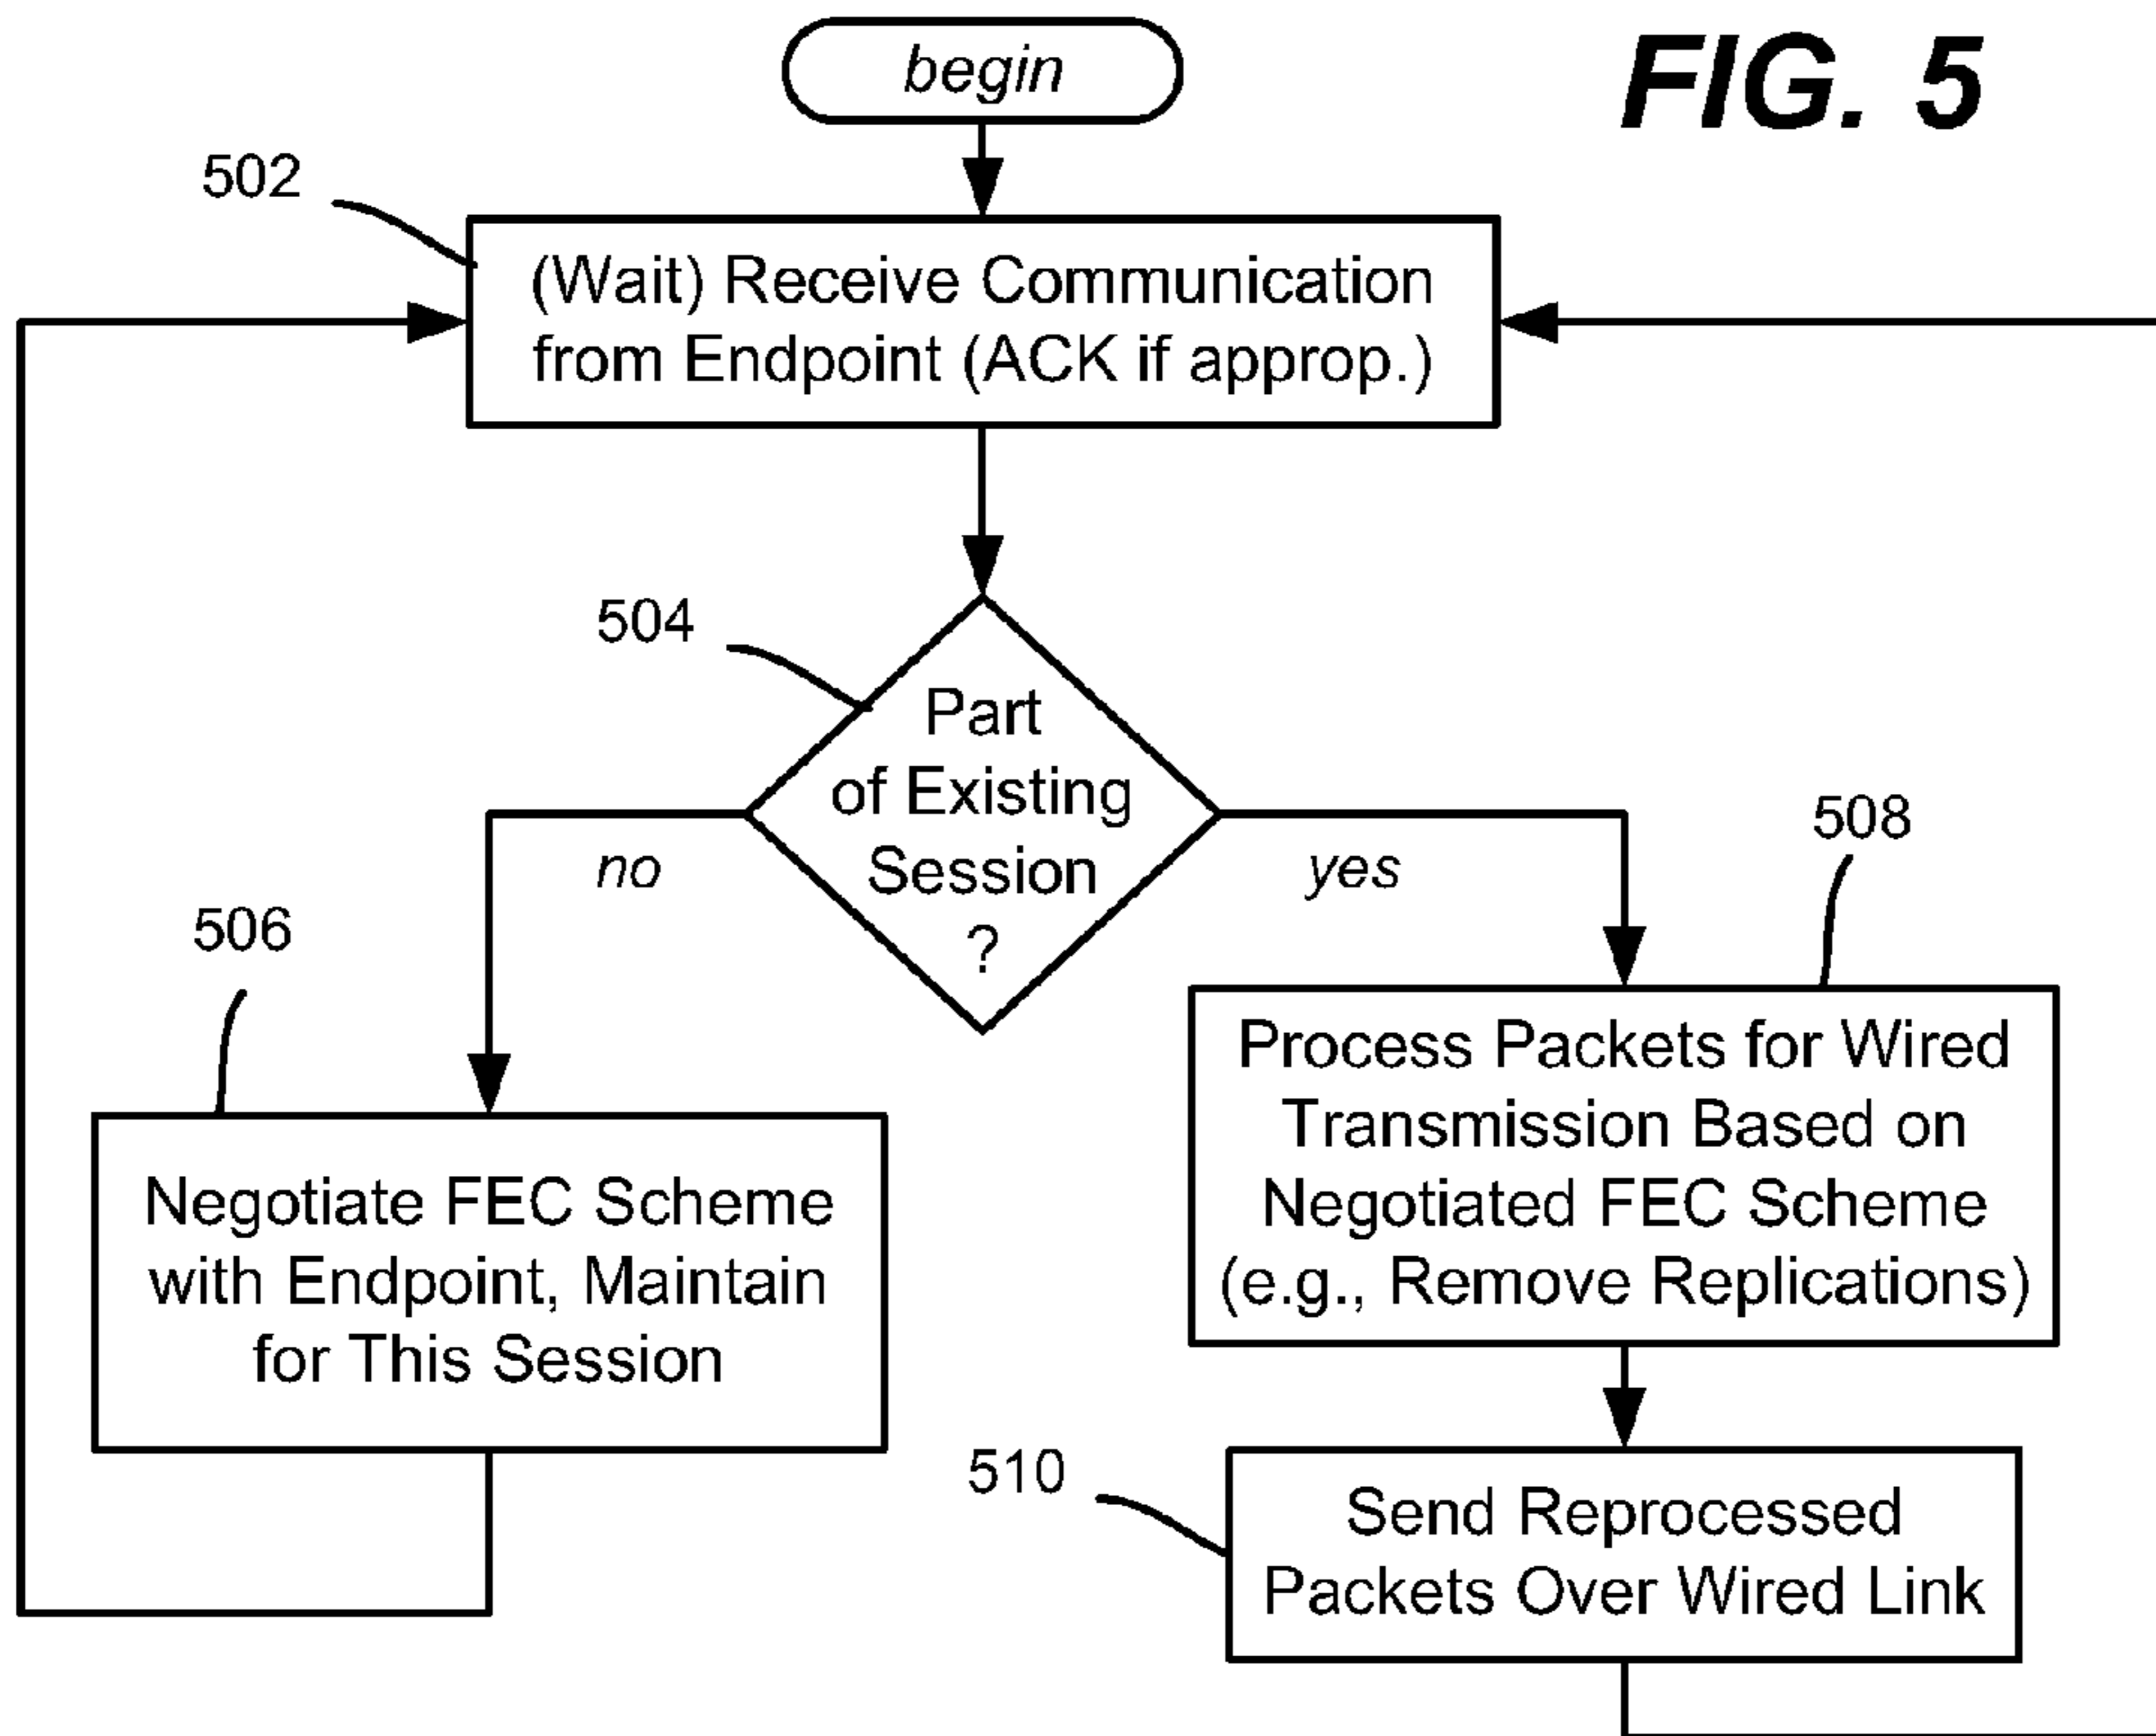 begin
FIG. 5
502
(Wait) Receive Communication
from Endpoint (ACK if approp.)
504
Part
of Existing
Session
?
no
yes
506
508
Negotiate FEC Scheme
with Endpoint, Maintain
for This Session
Process Packets for Wired
Transmission Based on
Negotiated FEC Scheme
(e.g., Remove Replications)
510
Send Reprocessed
Packets Over Wired Link